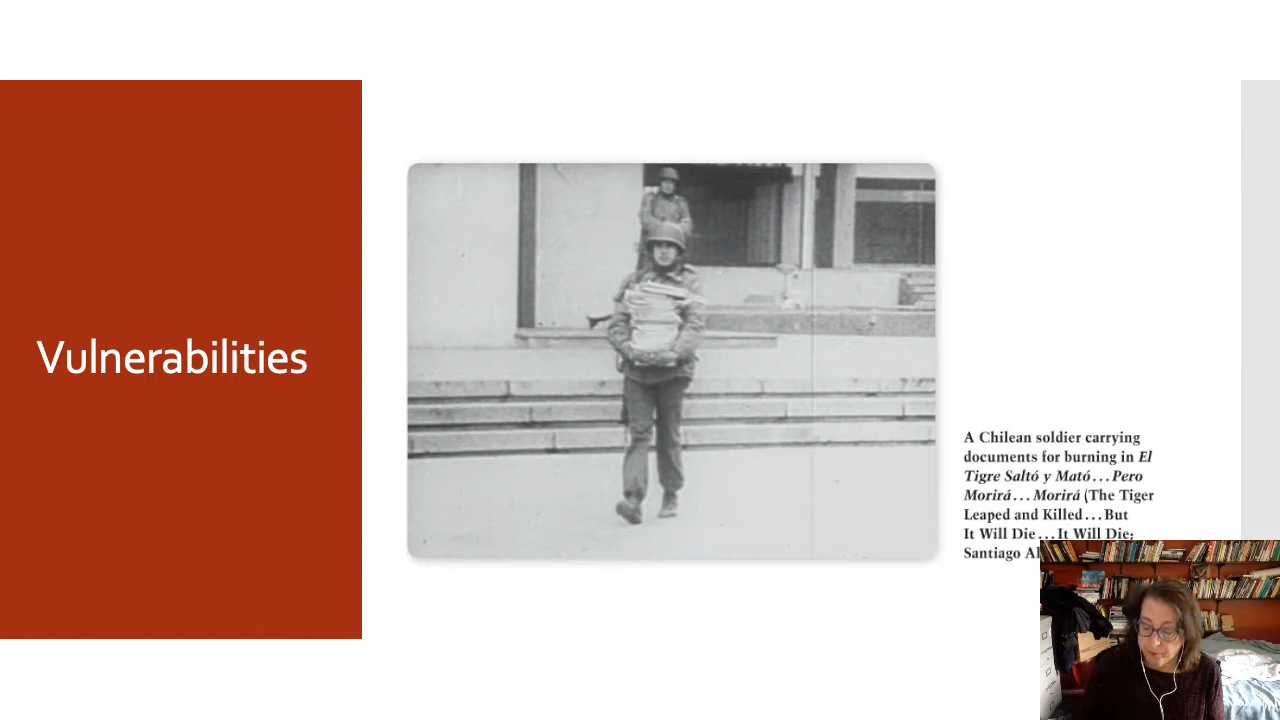 Vulnerabilities
A Chilean soldier carrying
documents for burning in El
Tigre Saltó y Mató...Pero
Morirá...Morirá (The Tiger
Leaped and Killed...But
It Will Die...It Will Die;
Santiago